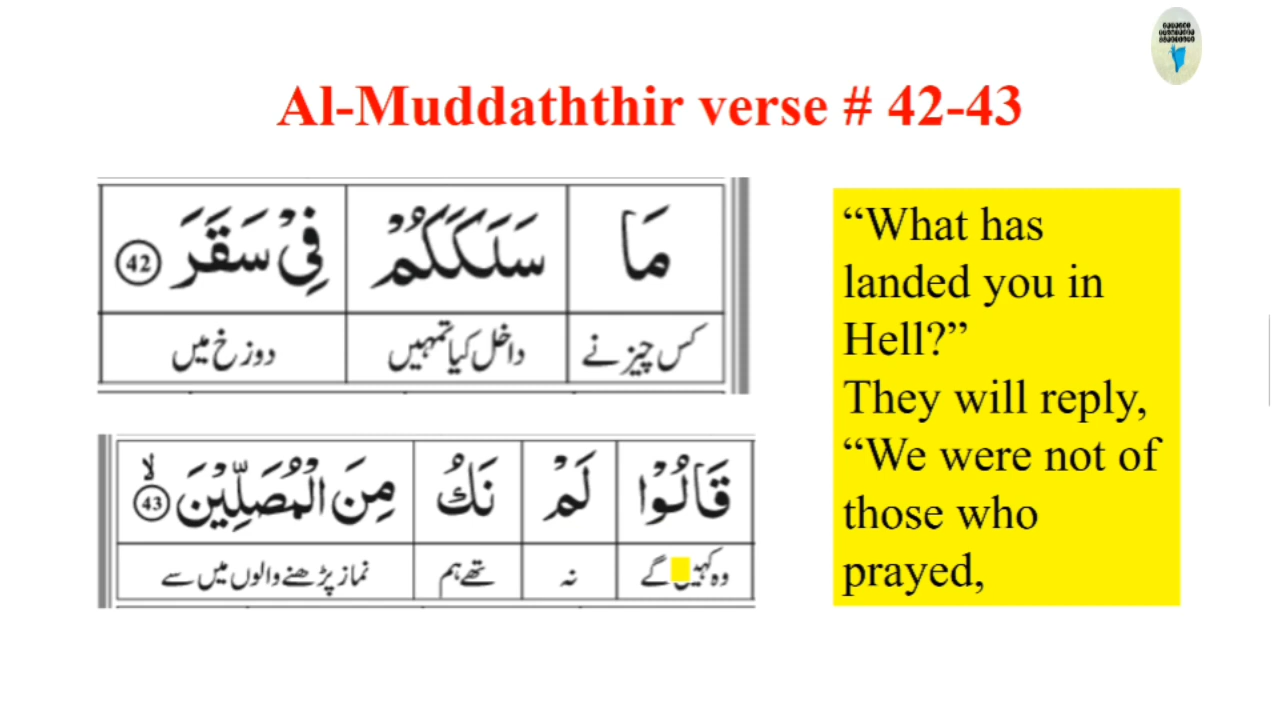 Al-Muddaththir verse # 42-43
مَا سَلَكَكُمْ فِیْ سَقَرَ 42
کس چیز نے داخل کیا تمہیں دوزخ میں
قَالُوْا لَمْ نَكُ مِنَ الْمُصَلِّیْنَ ۙ 43
وہ کہیں گے نہ تھے ہم نماز پڑھنے والوں میں سے
“What has
landed you in
Hell?”
They will reply,
“We were not of
those who
prayed,